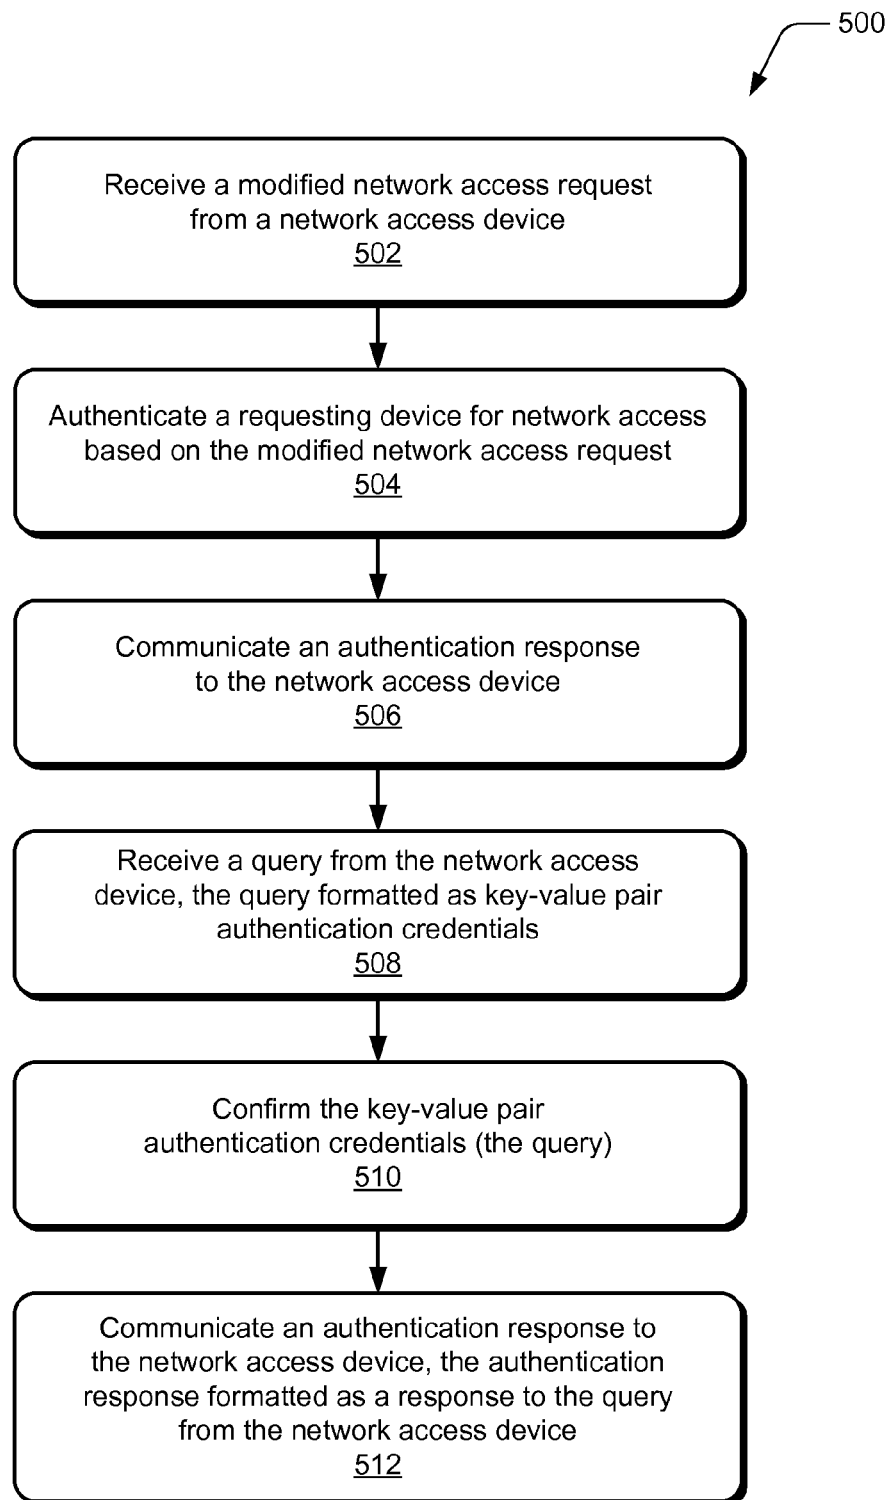 500
Receive a modified network access request
from a network access device
502
Authenticate a requesting device for network access
based on the modified network access request
504
Communicate an authentication response
to the network access device
506
Receive a query from the network access
device, the query formatted as key-value pair
authentication credentials
508
Confirm the key-value pair
authentication credentials (the query)
510
Communicate an authentication response to
the network access device, the authentication
response formatted as a response to the query
from the network access device
512